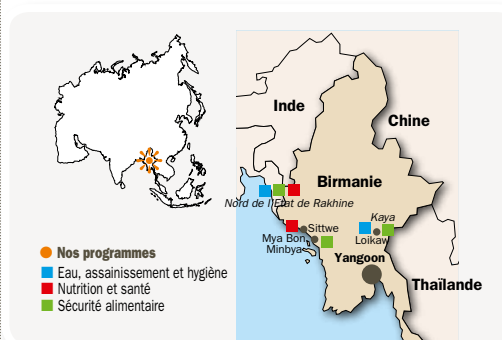 Inde
Chine
Birmanie
Nord de l'Etat de Rakhine
Kaya
Sittwe
Mya Bon
Loikaw
Minbya
Yangoon
Thaïlande
Nos programmes
Eau, assainissement et hygiène
Nutrition et santé
Sécurité alimentaire